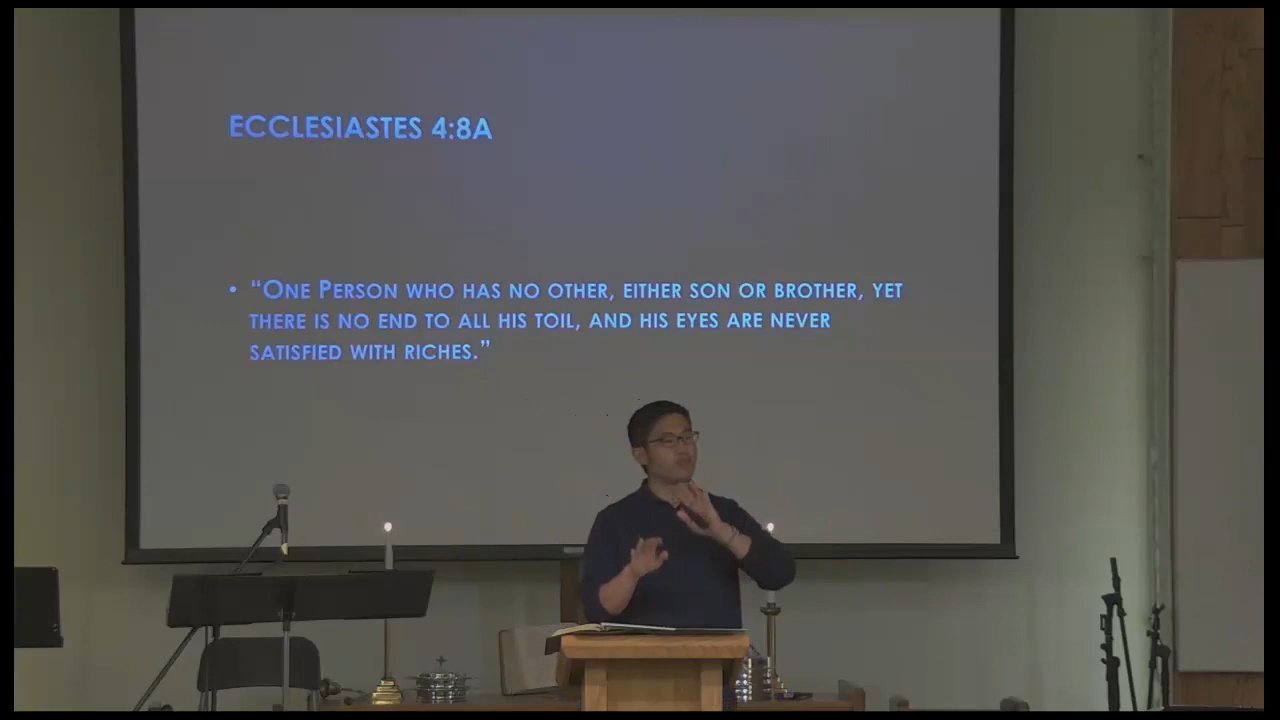 ECCLESIASTES 4:8A
• “ONE PERSON WHO HAS NO OTHER, EITHER SON OR BROTHER, YET
THERE IS NO END TO ALL HIS TOIL, AND HIS EYES ARE NEVER
SATISFIED WITH RICHES.”